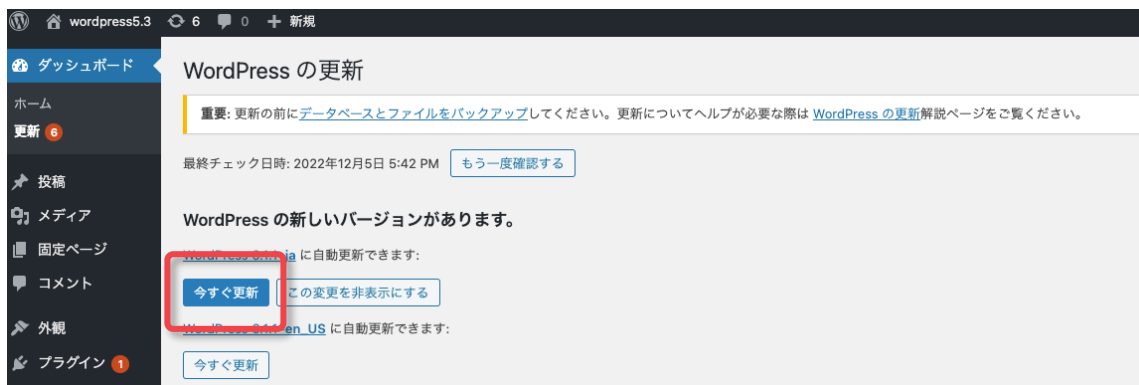 wordpress5.3 6 0 + 新規
ダッシュボード
ホーム
更新 6
投稿
メディア
固定ページ
コメント
外観
プラグイン 1
WordPress の更新
重要: 更新の前にデータベースとファイルをバックアップしてください。更新についてヘルプが必要な際は WordPress の更新解説ページをご覧ください。
最終チェック日時: 2022年12月5日 5:42 PM もう一度確認する
WordPress の新しいバージョンがあります。
ja に自動更新できます:
今すぐ更新 この変更を非表示にする
en_US に自動更新できます:
今すぐ更新